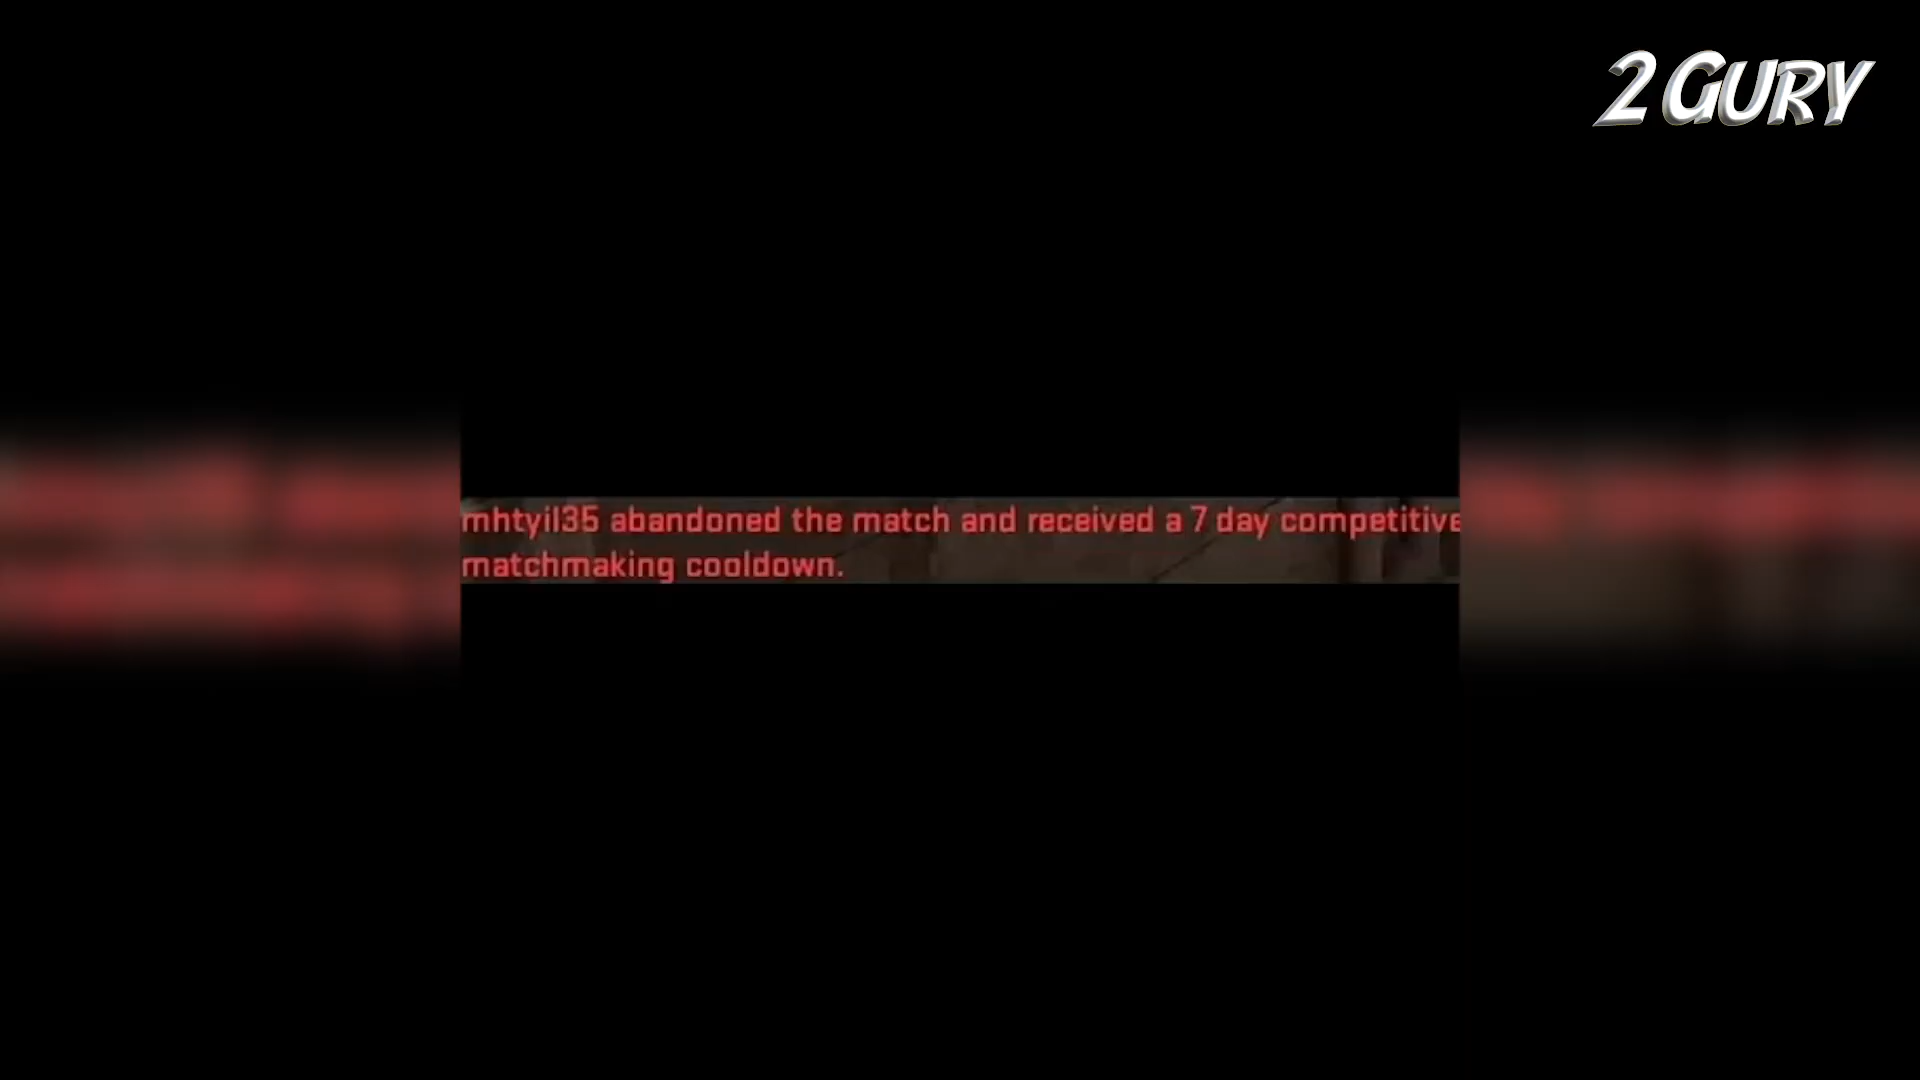 2 GURY
mhtyil35 abandoned the match and received a 7 day competitive
matchmaking cooldown.